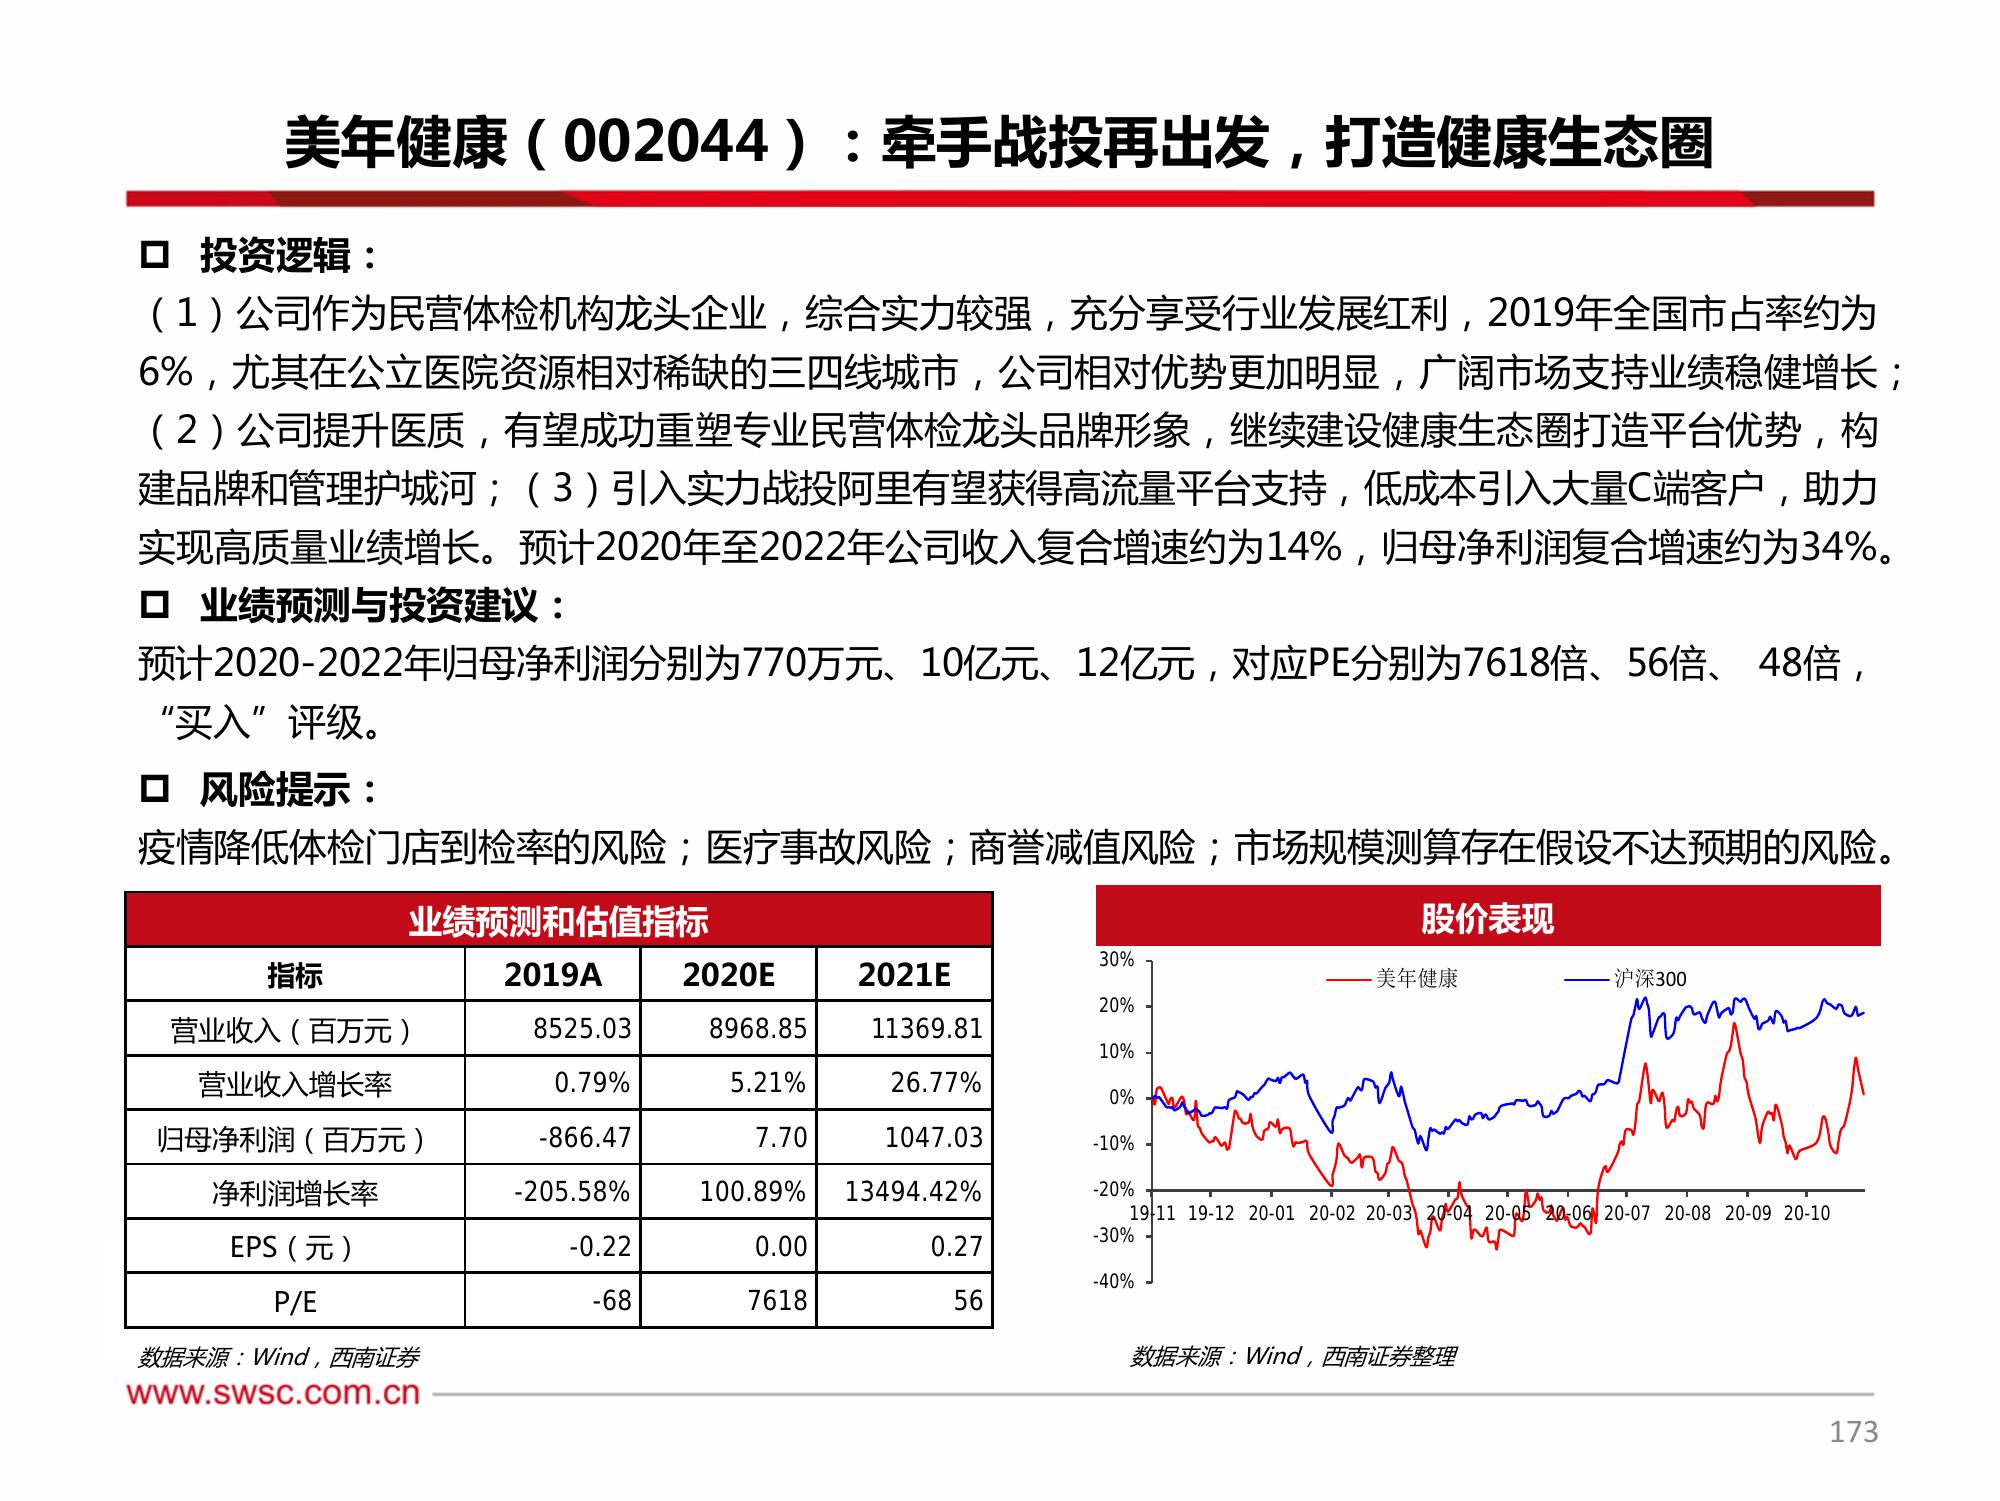 美年健康（002044）：牵手战投再出发，打造健康生态圈
投资逻辑：
（1）公司作为民营体检机构龙头企业，综合实力较强，充分享受行业发展红利，2019年全国市占率约为
6%，尤其在公立医院资源相对稀缺的三四线城市，公司相对优势更加明显，广阔市场支持业绩稳健增长；
（2）公司提升医质，有望成功重塑专业民营体检龙头品牌形象，继续建设健康生态圈打造平台优势，构
建品牌和管理护城河；（3）引入实力战投阿里有望获得高流量平台支持，低成本引入大量C端客户，助力
实现高质量业绩增长。预计2020年至2022年公司收入复合增速约为14%，归母净利润复合增速约为34%。
业绩预测与投资建议：
预计2020-2022年归母净利润分别为770万元、10亿元、12亿元，对应PE分别为7618倍、56倍、 48倍，
“买入”评级。
风险提示：
疫情降低体检门店到检率的风险；医疗事故风险；商誉减值风险；市场规模测算存在假设不达预期的风险。
业绩预测和估值指标
指标 2019A 2020E 2021E
营业收入（百万元） 8525.03 8968.85 11369.81
营业收入增长率 0.79% 5.21% 26.77%
归母净利润（百万元） -866.47 7.70 1047.03
净利润增长率 -205.58% 100.89% 13494.42%
EPS（元） -0.22 0.00 0.27
P/E -68 7618 56
数据来源：Wind，西南证券
股价表现
美年健康 沪深300
30%
20%
10%
0%
-10%
-20%
19-11 19-12 20-01 20-02 20-03 20-04 20-05 20-06 20-07 20-08 20-09 20-10
-30%
-40%
数据来源：Wind，西南证券整理
www.swsc.com.cn
173